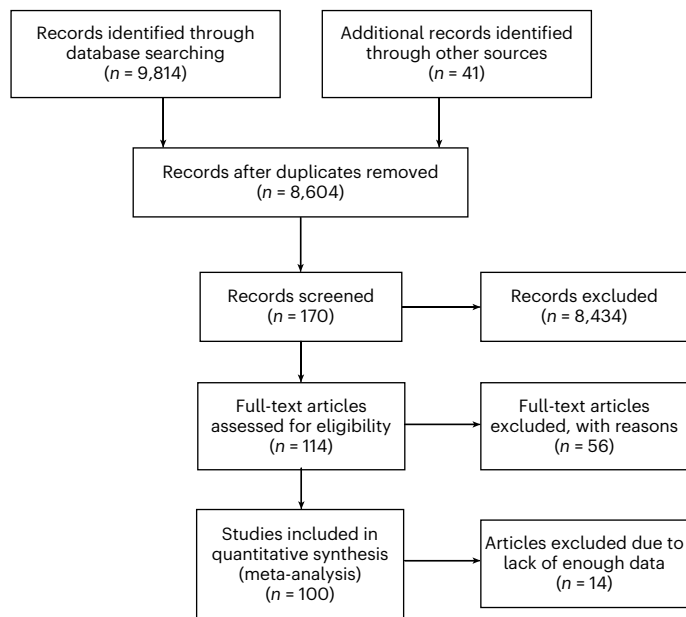 Records identified through
database searching
(n = 9,814)
Additional records identified
through other sources
(n = 41)
Records after duplicates removed
(n = 8,604)
Records screened
(n = 170)
Records excluded
(n = 8,434)
Full-text articles
assessed for eligibility
(n = 114)
Full-text articles
excluded, with reasons
(n = 56)
Studies included in
quantitative synthesis
(meta-analysis)
(n = 100)
Articles excluded due to
lack of enough data
(n = 14)